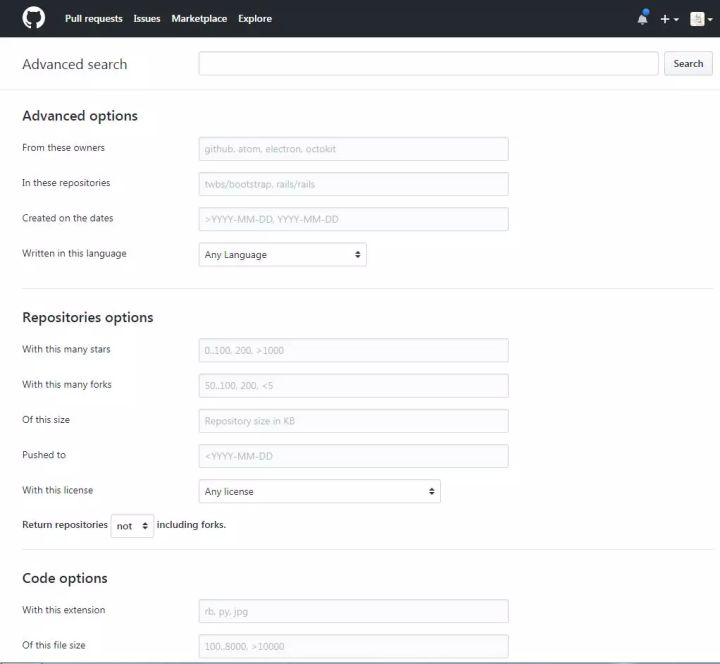 Pull requests Issues Marketplace Explore
Advanced search Search
Advanced options
From these owners github, atom, electron, octokit
In these repositories twbs/bootstrap, rails/rails
Created on the dates >YYYY-MM-DD, YYYY-MM-DD
Written in this language Any Language
Repositories options
With this many stars 0..100, 200, >1000
With this many forks 50..100, 200, <5
Of this size Repository size in KB
Pushed to <YYYY-MM-DD
With this license Any license
Return repositories not including forks.
Code options
With this extension rb, py, jpg
Of this file size 100..8000, >10000